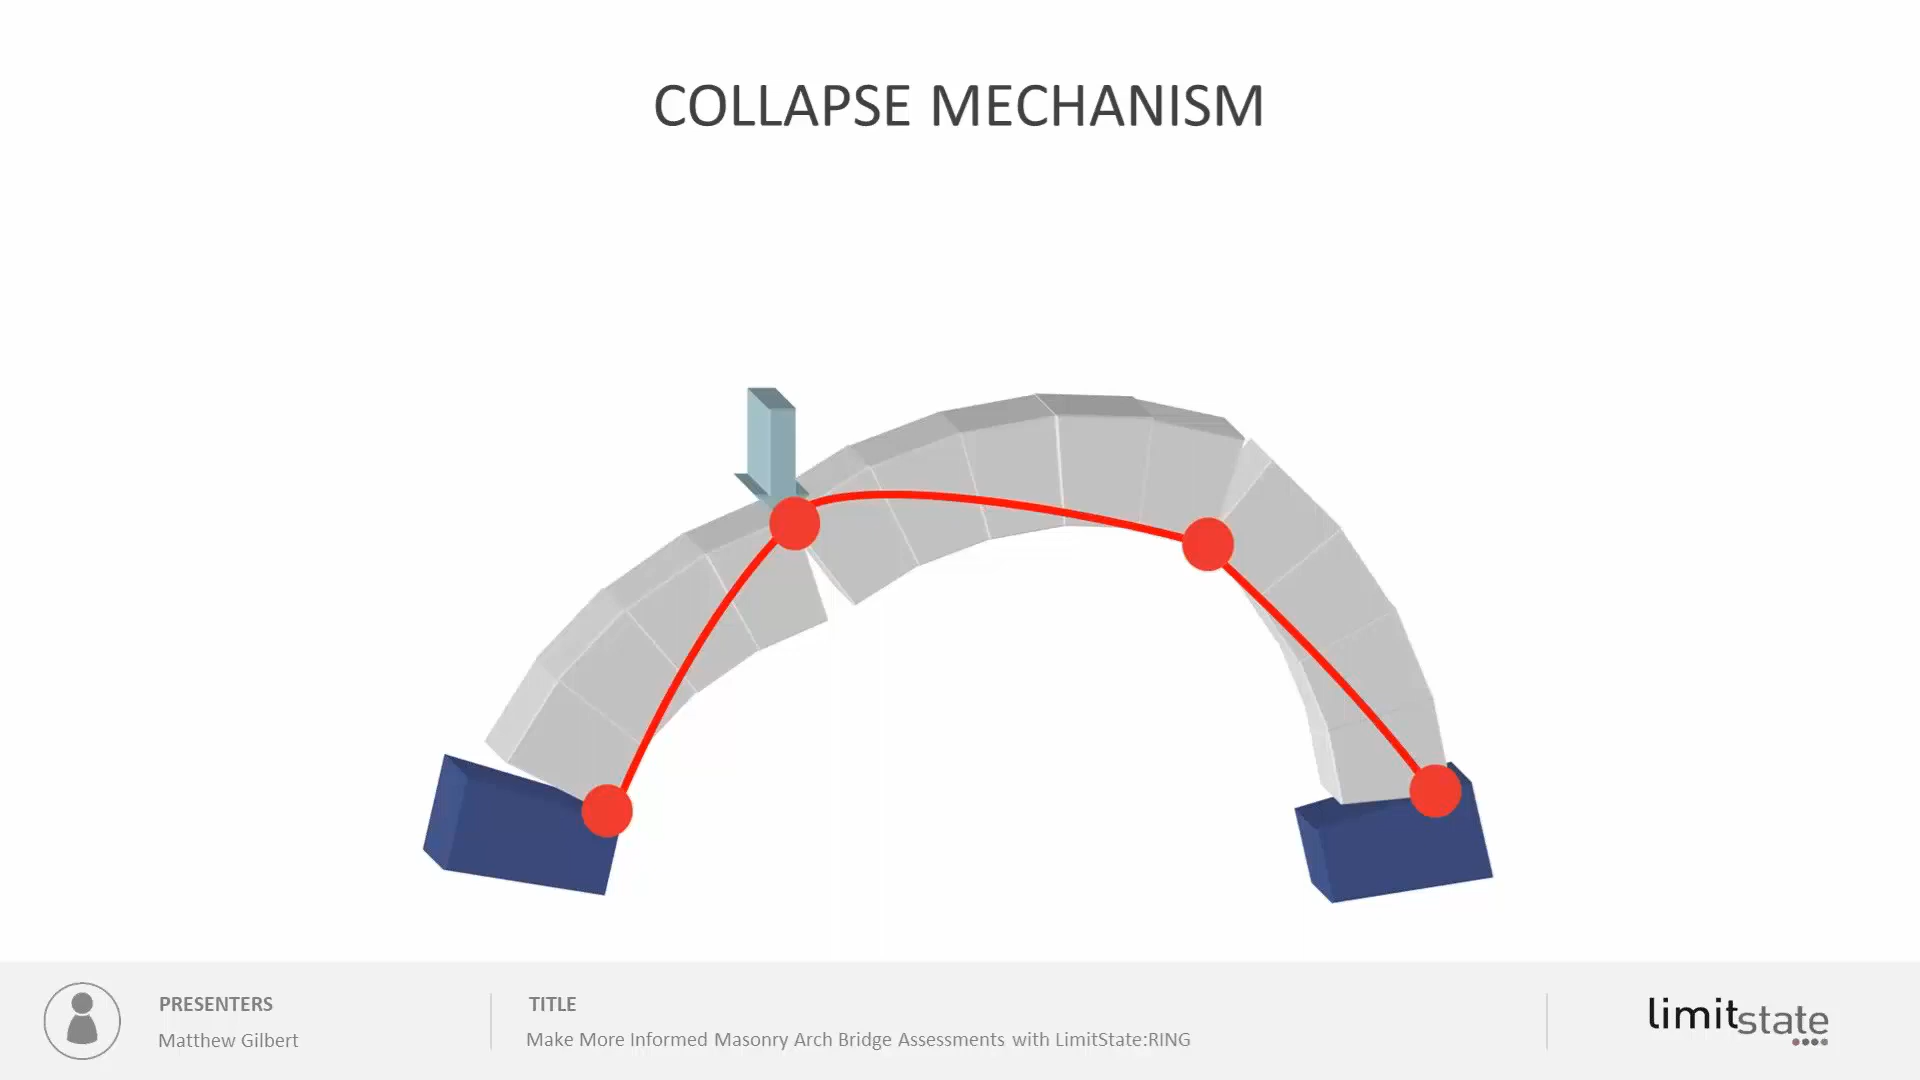 COLLAPSE MECHANISM
PRESENTERS
Matthew Gilbert
TITLE
Make More Informed Masonry Arch Bridge Assessments with LimitState:RING
limitstate